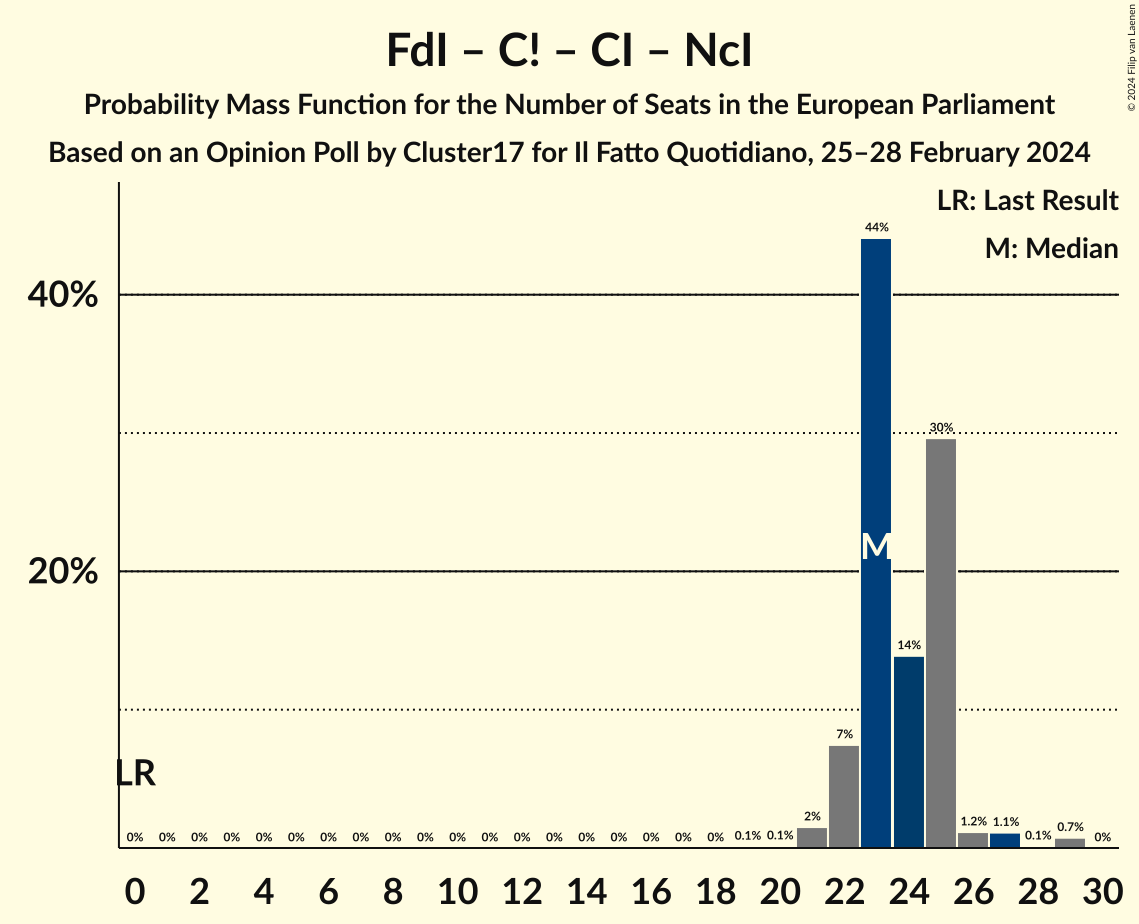 FdI – C! – CI – NcI
Probability Mass Function for the Number of Seats in the European Parliament
Based on an Opinion Poll by Cluster17 for Il Fatto Quotidiano, 25–28 February 2024
© 2024 Filip van Laenen
LR: Last Result
M: Median
44%
40%
30%
M
20%
14%
7%
LR
2%
0% 0% 0% 0% 0% 0% 0% 0% 0% 0% 0% 0% 0% 0% 0% 0% 0% 0% 0% 0.1% 0.1% 1.2% 1.1% 0.1% 0.7% 0%
0 2 4 6 8 10 12 14 16 18 20 22 24 26 28 30